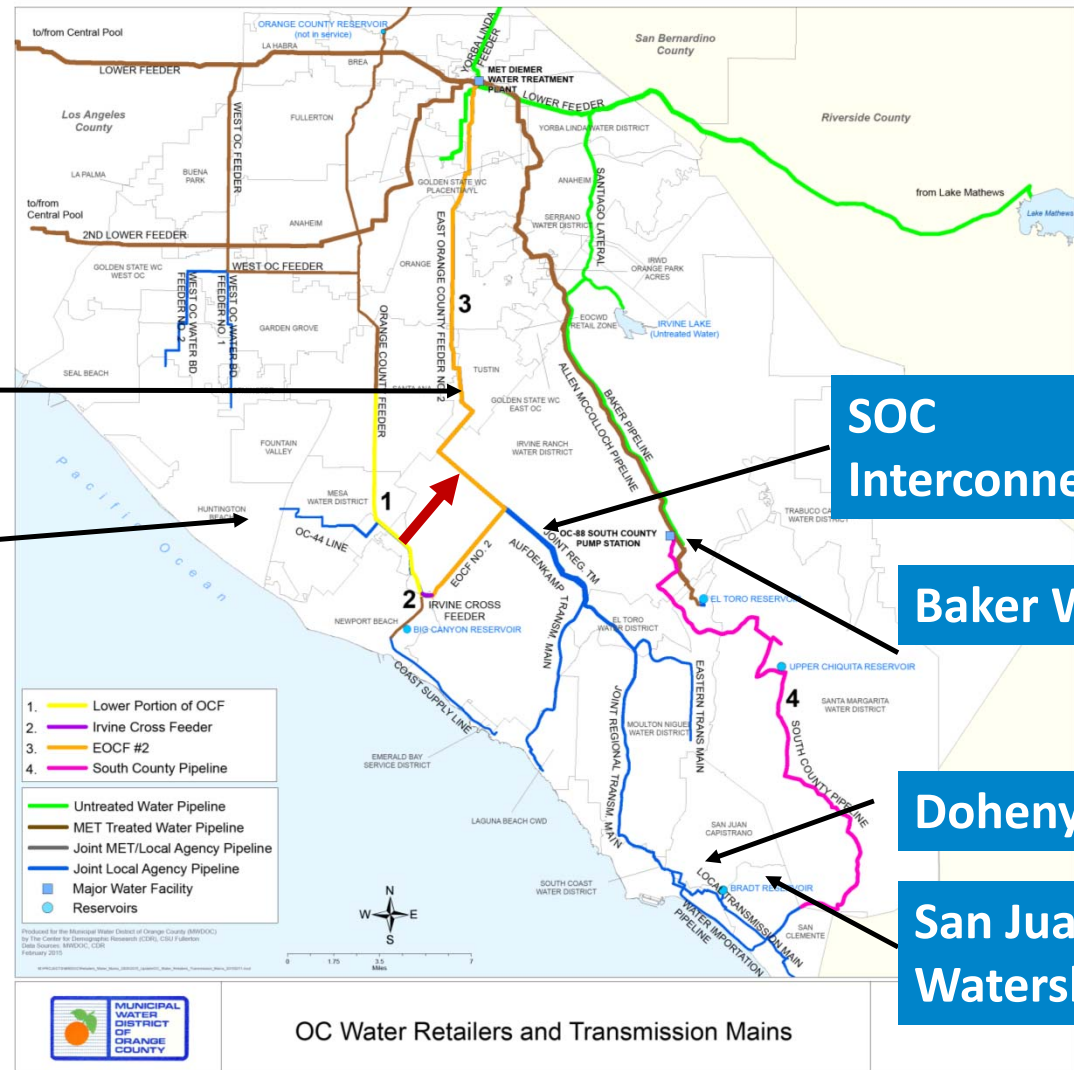 to/from Central Pool
ORANGE COUNTY RESERVOIR
(not in service)
LA HABRA
BREA
YORBA LINDA
FEEDER
San Bernardino
County
LOWER FEEDER
MET DIEMER
WATER TREATMENT
PLANT
LOWER FEEDER
Los Angeles
County
WEST OC FEEDER
FULLERTON
YORBA LINDA WATER DISTRICT
Riverside County
LA PALMA
BUENA
PARK
GOLDEN STATE WC
PLACENTIA/YL
ANAHEIM
SANTIAGO LATERAL
from Lake Mathews
Lake Mathews
to/from
Central Pool
ANAHEIM
SERRANO
WATER DISTRICT
2ND LOWER FEEDER
EAST ORANGE COUNTY FEEDER NO. 2
ORANGE
IRWD
ORANGE PARK
ACRES
GOLDEN STATE WC
WEST OC
WEST OC FEEDER
WEST OC WATER BD
FEEDER NO. 2
WEST OC WATER BD
FEEDER NO. 1
3
GARDEN GROVE
ORANGE COUNTY FEEDER
EOCWD
RETAIL ZONE
IRVINE LAKE
(Untreated Water)
SEAL BEACH
TUSTIN
SANTA ANA
GOLDEN STATE WC
EAST OC
BAKER PIPELINE
ALLEN MCCOLLOCH PIPELINE
SOC
Interconne
FOUNTAIN
VALLEY
IRVINE RANCH
WATER DISTRICT
Pacific Ocean
MESA
WATER DISTRICT
1
HUNTINGTON
BEACH
OC-44 LINE
TRABUCO CA
WATER DISTRICT
OC-88 SOUTH COUNTY
PUMP STATION
JOINT REG. TM
AUFDENKAMP TRANSM. MAIN
EOCF NO. 2
2
IRVINE CROSS
FEEDER
EL TORO RESERVOIR
Baker W
NEWPORT BEACH
BIG CANYON RESERVOIR
EL TORO
WATER DISTRICT
COAST SUPPLY LINE
EASTERN TRANS MAIN
UPPER CHIQUITA RESERVOIR
4
SANTA MARGARITA
WATER DISTRICT
1. Lower Portion of OCF
2. Irvine Cross Feeder
3. EOCF #2
4. South County Pipeline
MOULTON NIGUEL
WATER DISTRICT
JOINT REGIONAL TRANSM. MAIN
SOUTH COUNTY PIPELINE
EMERALD BAY
SERVICE DISTRICT
Untreated Water Pipeline
MET Treated Water Pipeline
Joint MET/Local Agency Pipeline
Joint Local Agency Pipeline
Major Water Facility
Reservoirs
LAGUNA BEACH CWD
SAN JUAN
CAPISTRANO
Doheny
SOUTH COAST
WATER DISTRICT
BRADT RESERVOIR
LOCAL TRANSMISSION MAIN
WATER IMPORTATION
PIPELINE
SAN
CLEMENTE
San Jua
Watersh
N
W E
S
0 1.75 3.5 7
Miles
Produced for the Municipal Water District of Orange County (MWDOC)
by The Center for Demographic Research (CDR), CSU Fullerton
Data Sources: MWDOC, CDR
February 2015
MUNICIPAL
WATER
DISTRICT
OF
ORANGE
COUNTY
OC Water Retailers and Transmission Mains